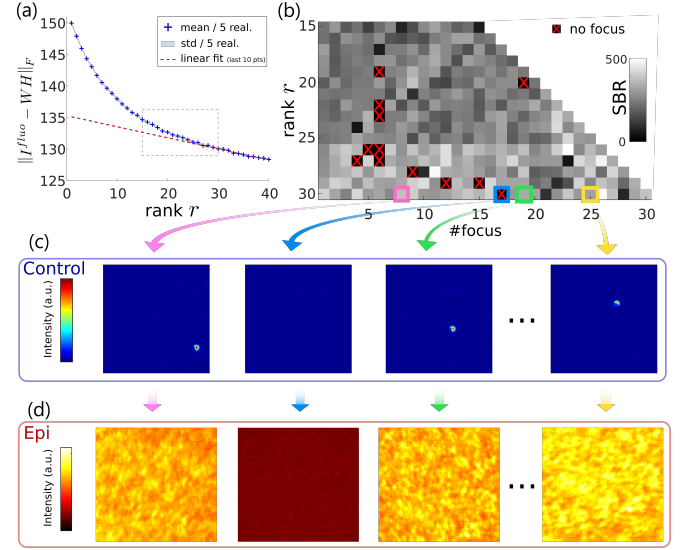 (a)
150
145
140
135
130
125
‖I^{fluo} − WH‖_F
+ mean / 5 real.
std / 5 real.
linear fit (last 10 pts)
0 10 20 30 40
rank r
(b)
no focus
15
20
25
30
rank r
500
0
SBR
5 10 15 20 25 30
#focus
(c)
Control
Intensity (a.u.)
...
(d)
Epi
Intensity (a.u.)
...